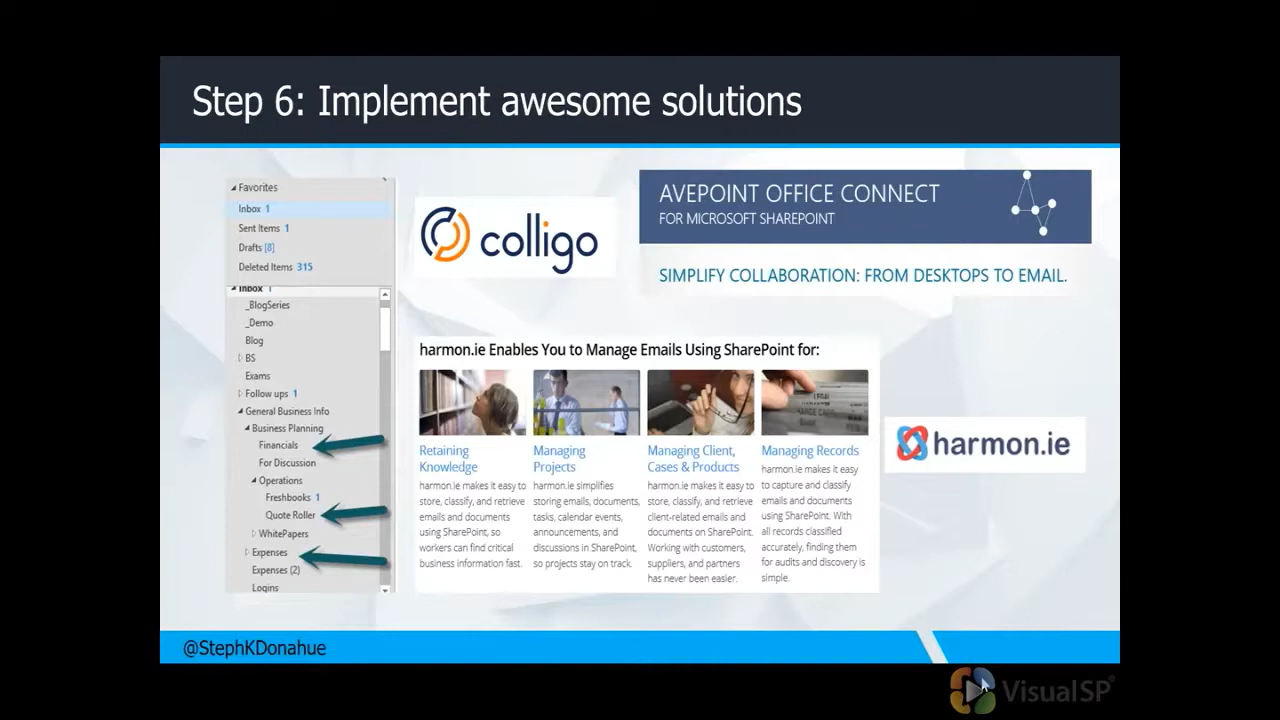 Step 6: Implement awesome solutions
Favorites
Inbox 1
Sent Items 1
Drafts [8]
Deleted Items 315
Inbox 1
_BlogSeries
_Demo
Blog
BS
Exams
Follow ups 1
General Business Info
Business Planning
Financials
For Discussion
Operations
Freshbooks 1
Quote Roller
WhitePapers
Expenses
Expenses (2)
Logins
colligo
AVEPOINT OFFICE CONNECT
FOR MICROSOFT SHAREPOINT
SIMPLIFY COLLABORATION: FROM DESKTOPS TO EMAIL.
harmon.ie Enables You to Manage Emails Using SharePoint for:
Retaining
Knowledge
harmon.ie makes it easy to
store, classify, and retrieve
emails and documents
using SharePoint, so
workers can find critical
business information fast.
Managing
Projects
harmon.ie simplifies
storing emails, documents,
tasks, calendar events,
announcements, and
discussions in SharePoint,
so projects stay on track.
Managing Client,
Cases & Products
harmon.ie makes it easy to
store, classify, and retrieve
client-related emails and
documents on SharePoint.
Working with customers,
suppliers, and partners
has never been easier.
LEGAL
Managing Records
harmon.ie makes it easy
to capture and classify
emails and documents
using SharePoint. With
all records classified
accurately, finding them
for audits and discovery is
simple.
harmon.ie
@StephKDonahue
VisualSP